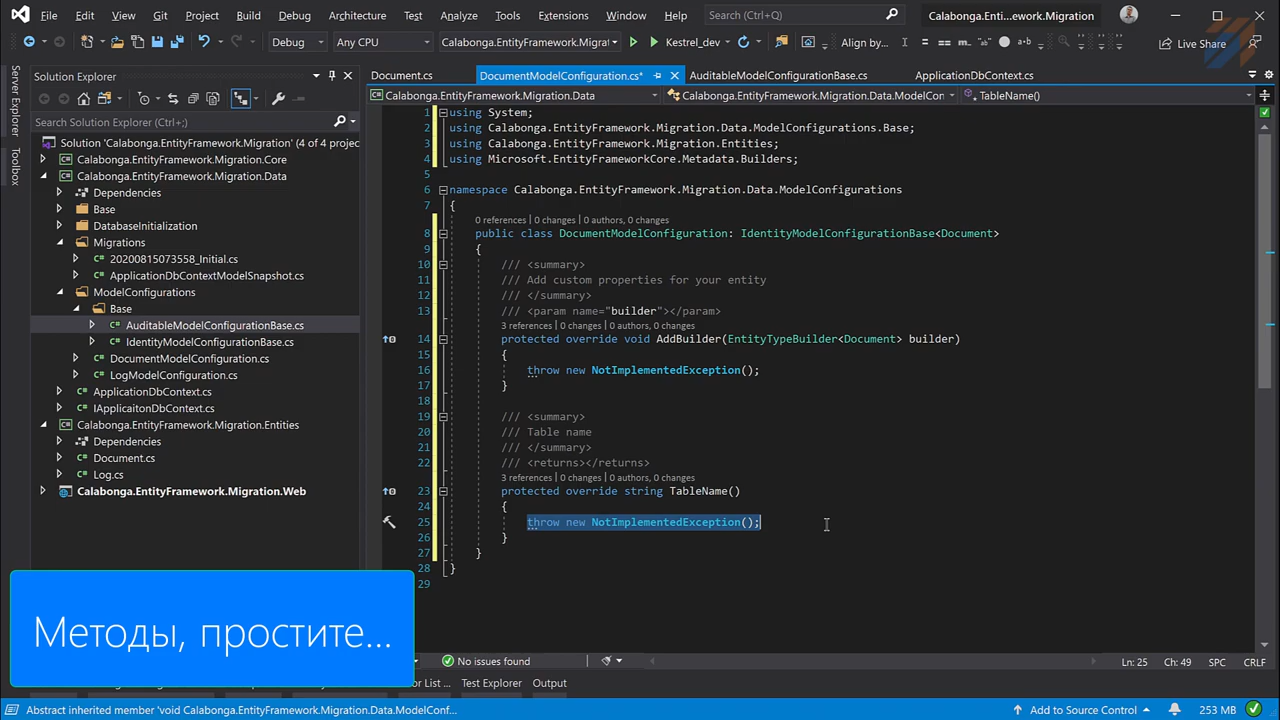 File Edit View Git Project Build Debug Architecture Test Analyze Tools Extensions Window Help Search (Ctrl+Q) Calabonga.Enti...ework.Migration
Debug Any CPU Calabonga.EntityFramework.Migrat Kestrel_dev Align by... Live Share
Server Explorer
Toolbox
Solution Explorer
Search Solution Explorer (Ctrl+;)
Solution 'Calabonga.EntityFramework.Migration' (4 of 4 projec
Calabonga.EntityFramework.Migration.Core
Calabonga.EntityFramework.Migration.Data
Dependencies
Base
DatabaseInitialization
Migrations
20200815073558_Initial.cs
ApplicationDbContextModelSnapshot.cs
ModelConfigurations
Base
AuditableModelConfigurationBase.cs
IdentityModelConfigurationBase.cs
DocumentModelConfiguration.cs
LogModelConfiguration.cs
ApplicationDbContext.cs
IApplicaitonDbContext.cs
Calabonga.EntityFramework.Migration.Entities
Dependencies
Document.cs
Log.cs
Calabonga.EntityFramework.Migration.Web
Document.cs DocumentModelConfiguration.cs* AuditableModelConfigurationBase.cs ApplicationDbContext.cs
Calabonga.EntityFramework.Migration.Data Calabonga.EntityFramework.Migration.Data.ModelCon TableName()
1 using System;
2 using Calabonga.EntityFramework.Migration.Data.ModelConfigurations.Base;
3 using Calabonga.EntityFramework.Migration.Entities;
4 using Microsoft.EntityFrameworkCore.Metadata.Builders;
5
6 namespace Calabonga.EntityFramework.Migration.Data.ModelConfigurations
7 {
0 references | 0 changes | 0 authors, 0 changes
8 public class DocumentModelConfiguration: IdentityModelConfigurationBase<Document>
9 {
10 /// <summary>
11 /// Add custom properties for your entity
12 /// </summary>
13 /// <param name="builder"></param>
3 references | 0 changes | 0 authors, 0 changes
14 protected override void AddBuilder(EntityTypeBuilder<Document> builder)
15 {
16 throw new NotImplementedException();
17 }
18
19 /// <summary>
20 /// Table name
21 /// </summary>
22 /// <returns></returns>
3 references | 0 changes | 0 authors, 0 changes
23 protected override string TableName()
24 {
25 throw new NotImplementedException();
26 }
27 }
28 }
29
Методы, простите...
No issues found Ln: 25 Ch: 49 SPC CRLF
or List ... Test Explorer Output
Abstract inherited member 'void Calabonga.EntityFramework.Migration.Data.ModelConf... Add to Source Control 253 MB